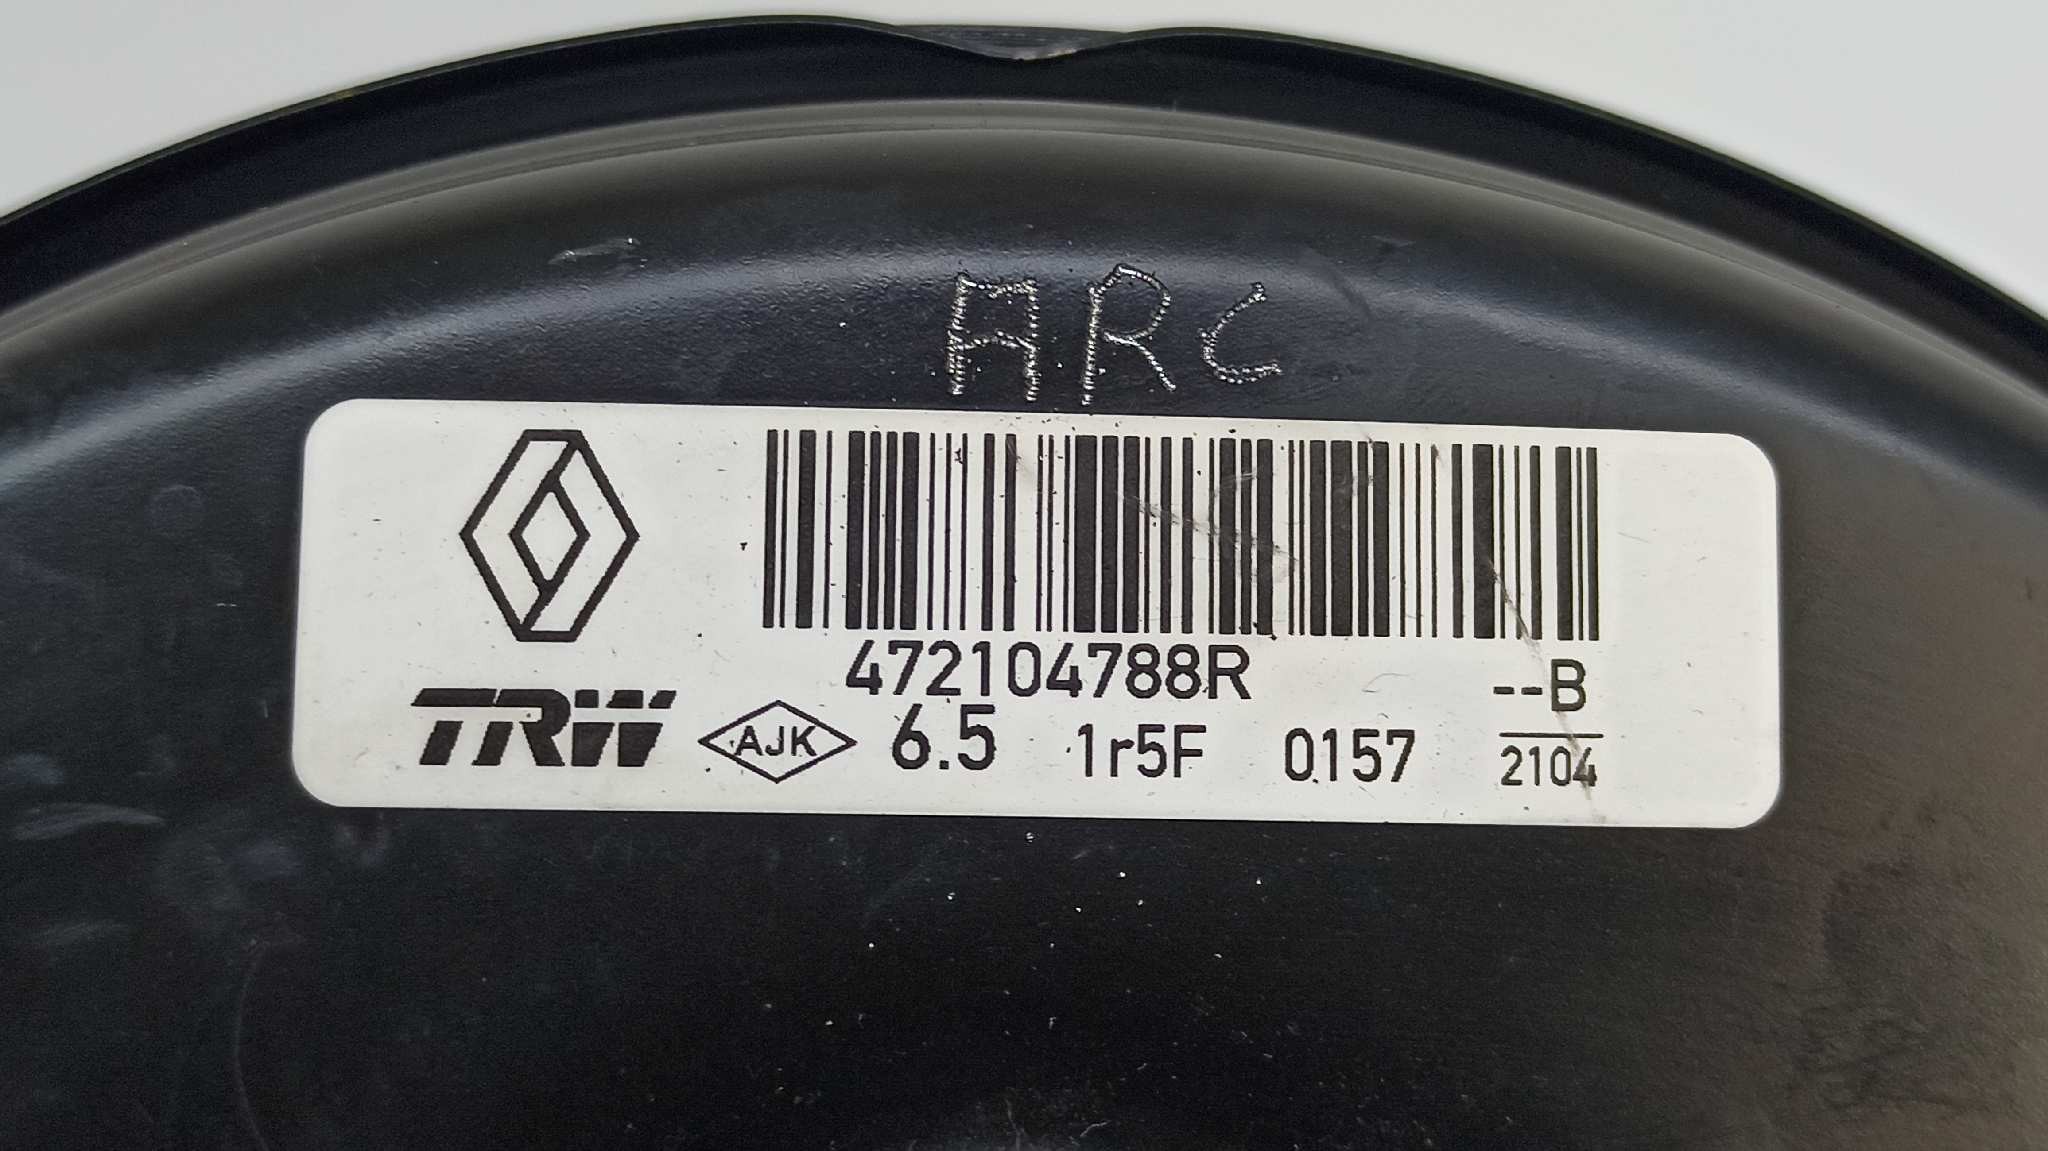 ARC
472104788R --B
TRW AJK 6.5 1r5F 0157 2104